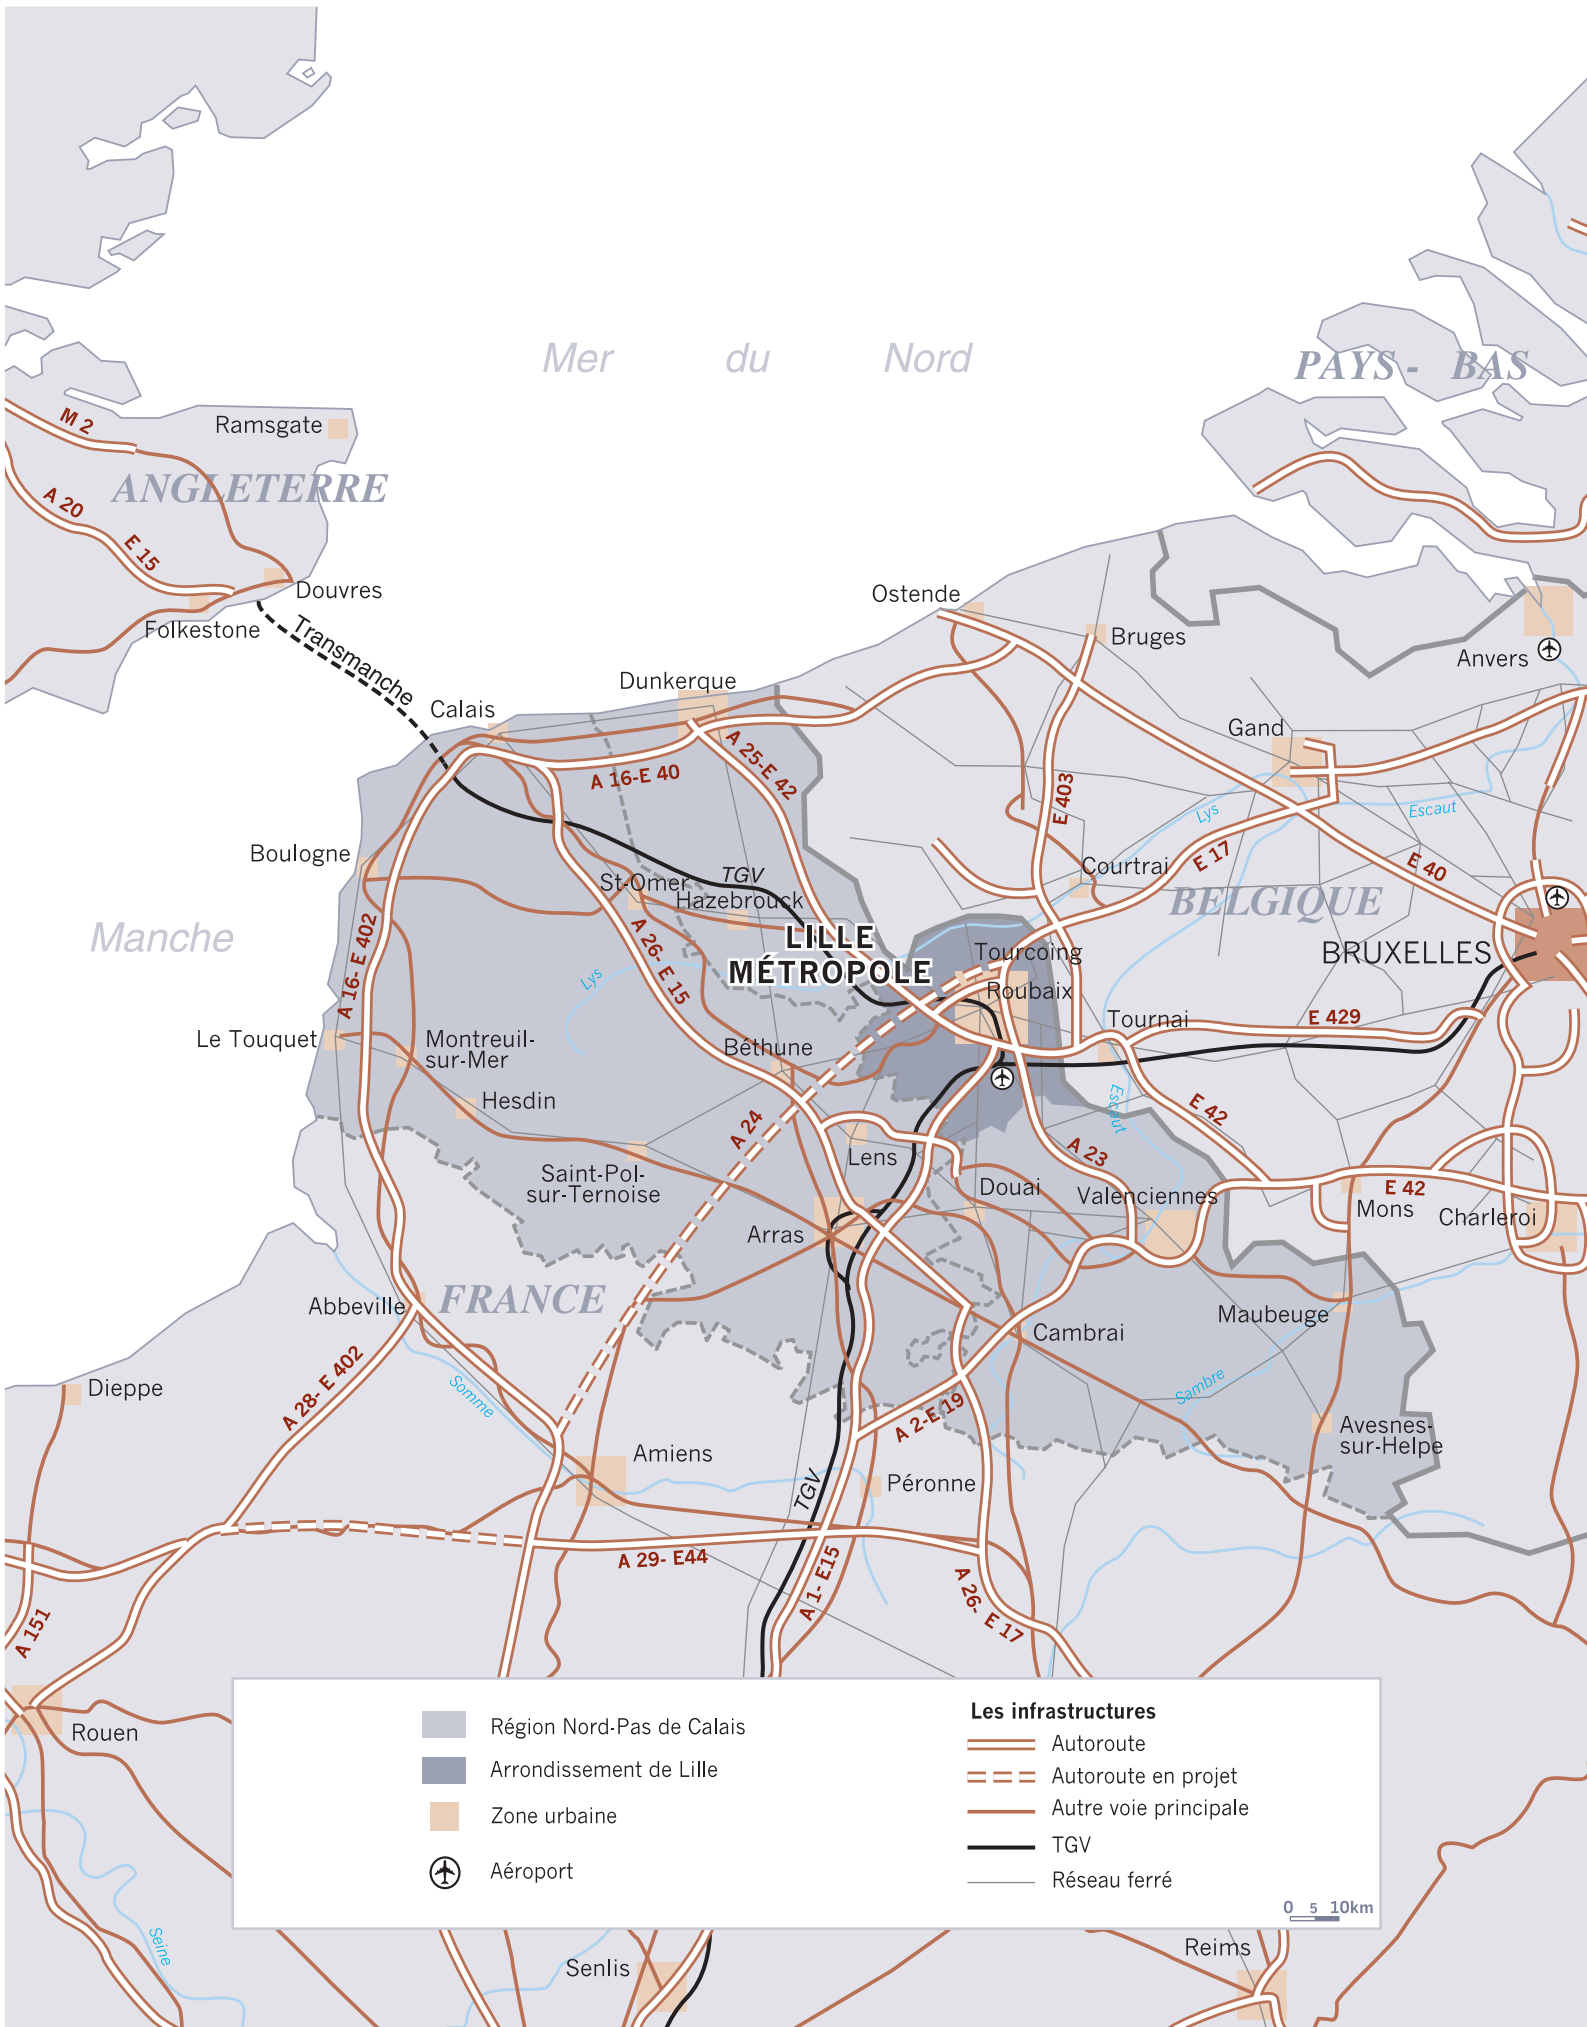 Mer du Nord
PAYS - BAS
M 2
Ramsgate
ANGLETERRE
A 20
E 15
Douvres
Folkestone
Transmanche
Ostende
Bruges
Anvers
Dunkerque
Calais
A 25-E 42
A 16-E 40
Gand
E 403
Lys
Escaut
E 17
E 40
Boulogne
TGV
St-Omer
Hazebrouck
Courtrai
BELGIQUE
Manche
LILLE
MÉTROPOLE
Tourcoing
Roubaix
BRUXELLES
A 16- E 402
A 26- E 15
Lys
Le Touquet
Montreuil-
sur-Mer
Béthune
Tournai
E 429
Hesdin
A 24
Escaut
E 42
Lens
A 23
Saint-Pol-
sur-Ternoise
Douai
Valenciennes
E 42
Mons
Charleroi
Arras
Abbeville
FRANCE
Maubeuge
Cambrai
Dieppe
A 28- E 402
Somme
Sambre
A 2-E 19
Avesnes-
sur-Helpe
Amiens
TGV
Péronne
A 29- E44
A 1- E15
A 26- E 17
A 151
Rouen
Région Nord-Pas de Calais
Arrondissement de Lille
Zone urbaine
Aéroport
Les infrastructures
Autoroute
Autoroute en projet
Autre voie principale
TGV
Réseau ferré
0 5 10km
Seine
Senlis
Reims